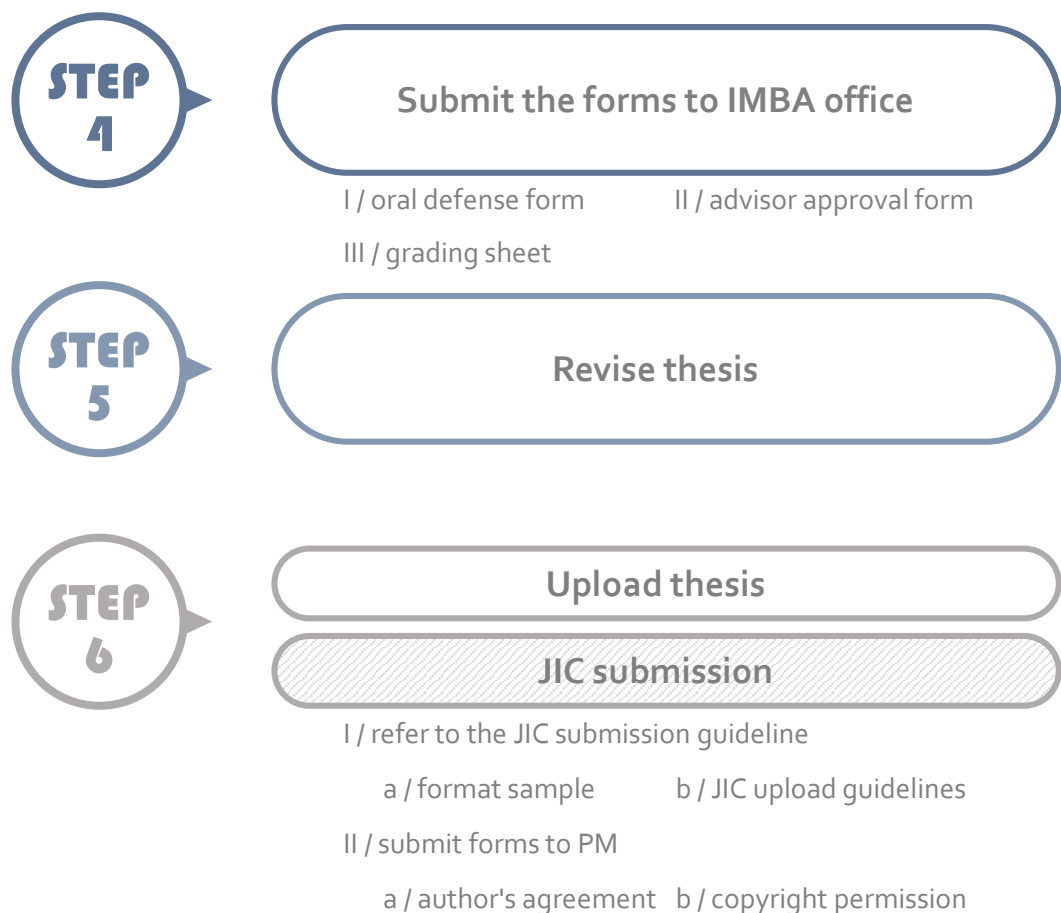 STEP
4
Submit the forms to IMBA office
I / oral defense form II / advisor approval form
III / grading sheet
STEP
5
Revise thesis
STEP
6
Upload thesis
JIC submission
I / refer to the JIC submission guideline
a / format sample b / JIC upload guidelines
II / submit forms to PM
a / author's agreement b / copyright permission